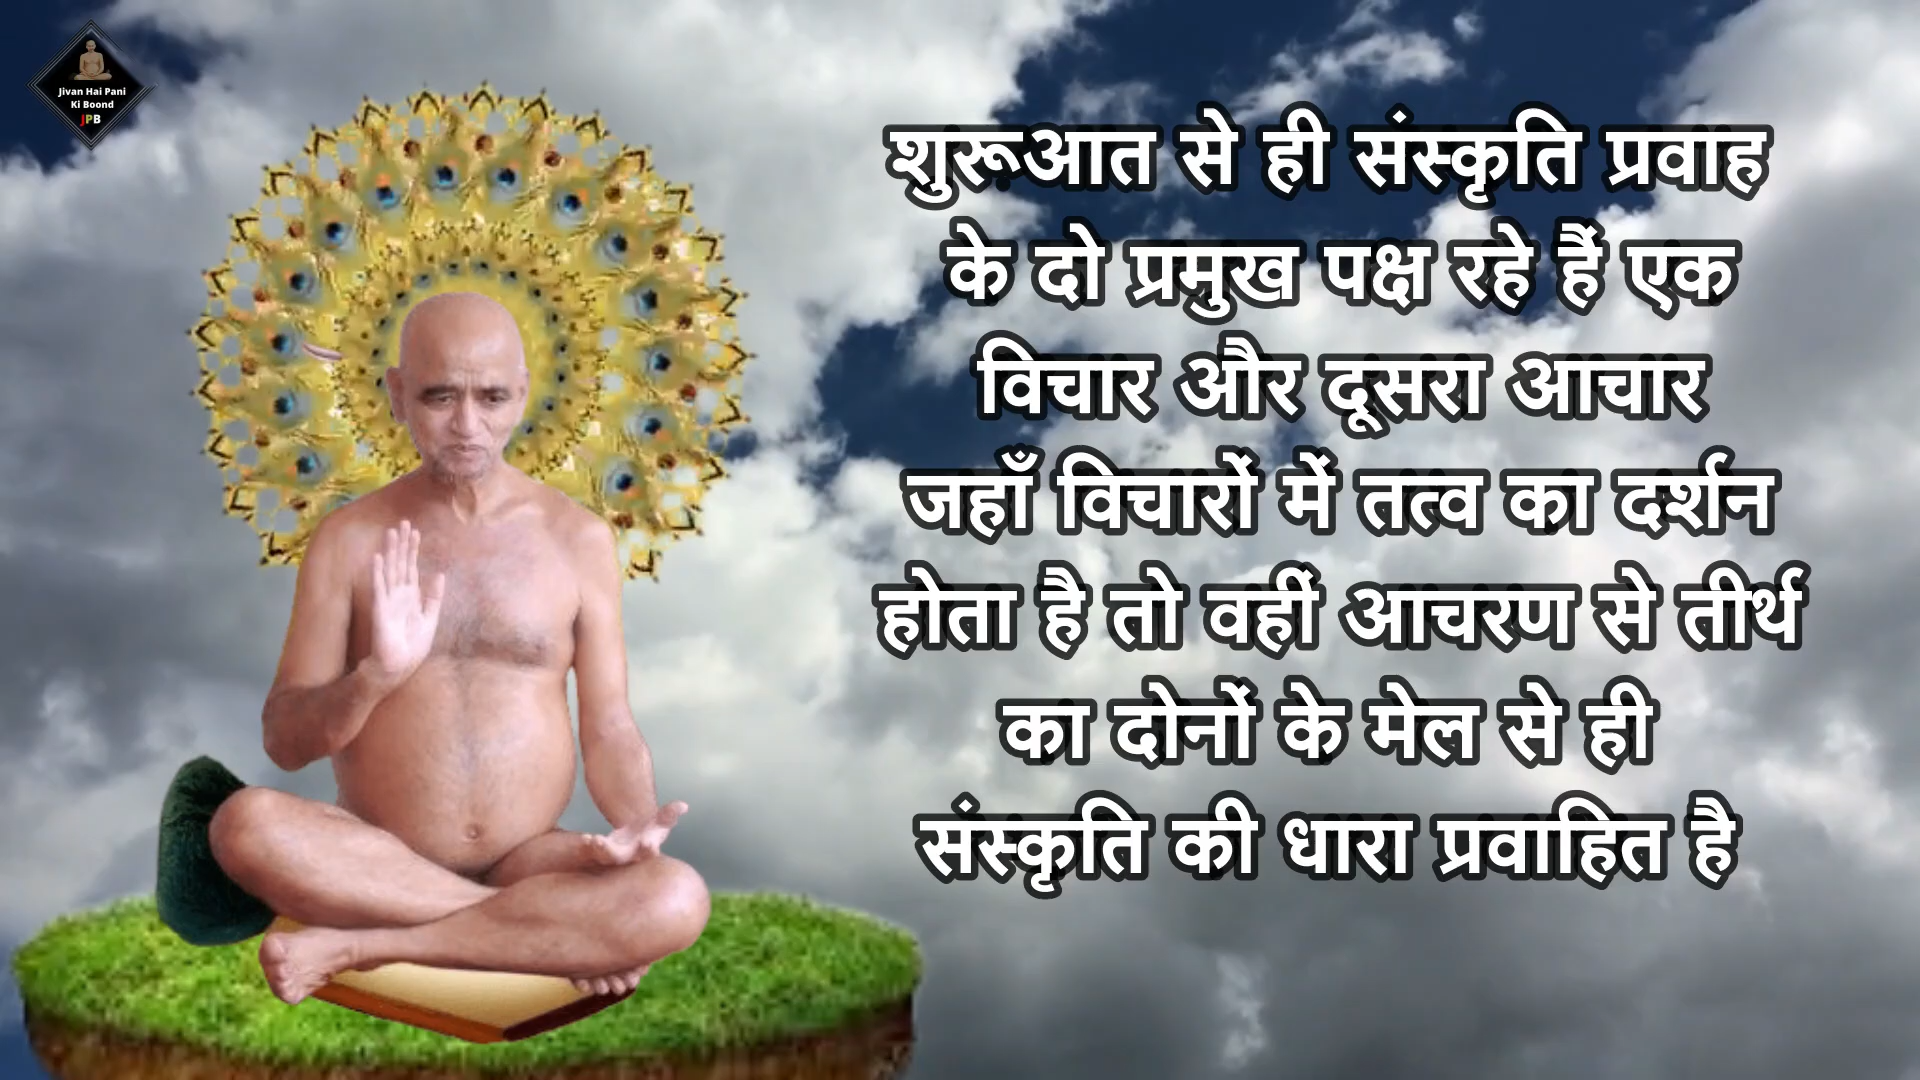 Jivan Hai Pani
Ki Boond
JPB
शुरूआत से ही संस्कृति प्रवाह
के दो प्रमुख पक्ष रहे हैं एक
विचार और दूसरा आचार
जहाँ विचारों में तत्व का दर्शन
होता है तो वहीं आचरण से तीर्थ
का दोनों के मेल से ही
संस्कृति की धारा प्रवाहित है